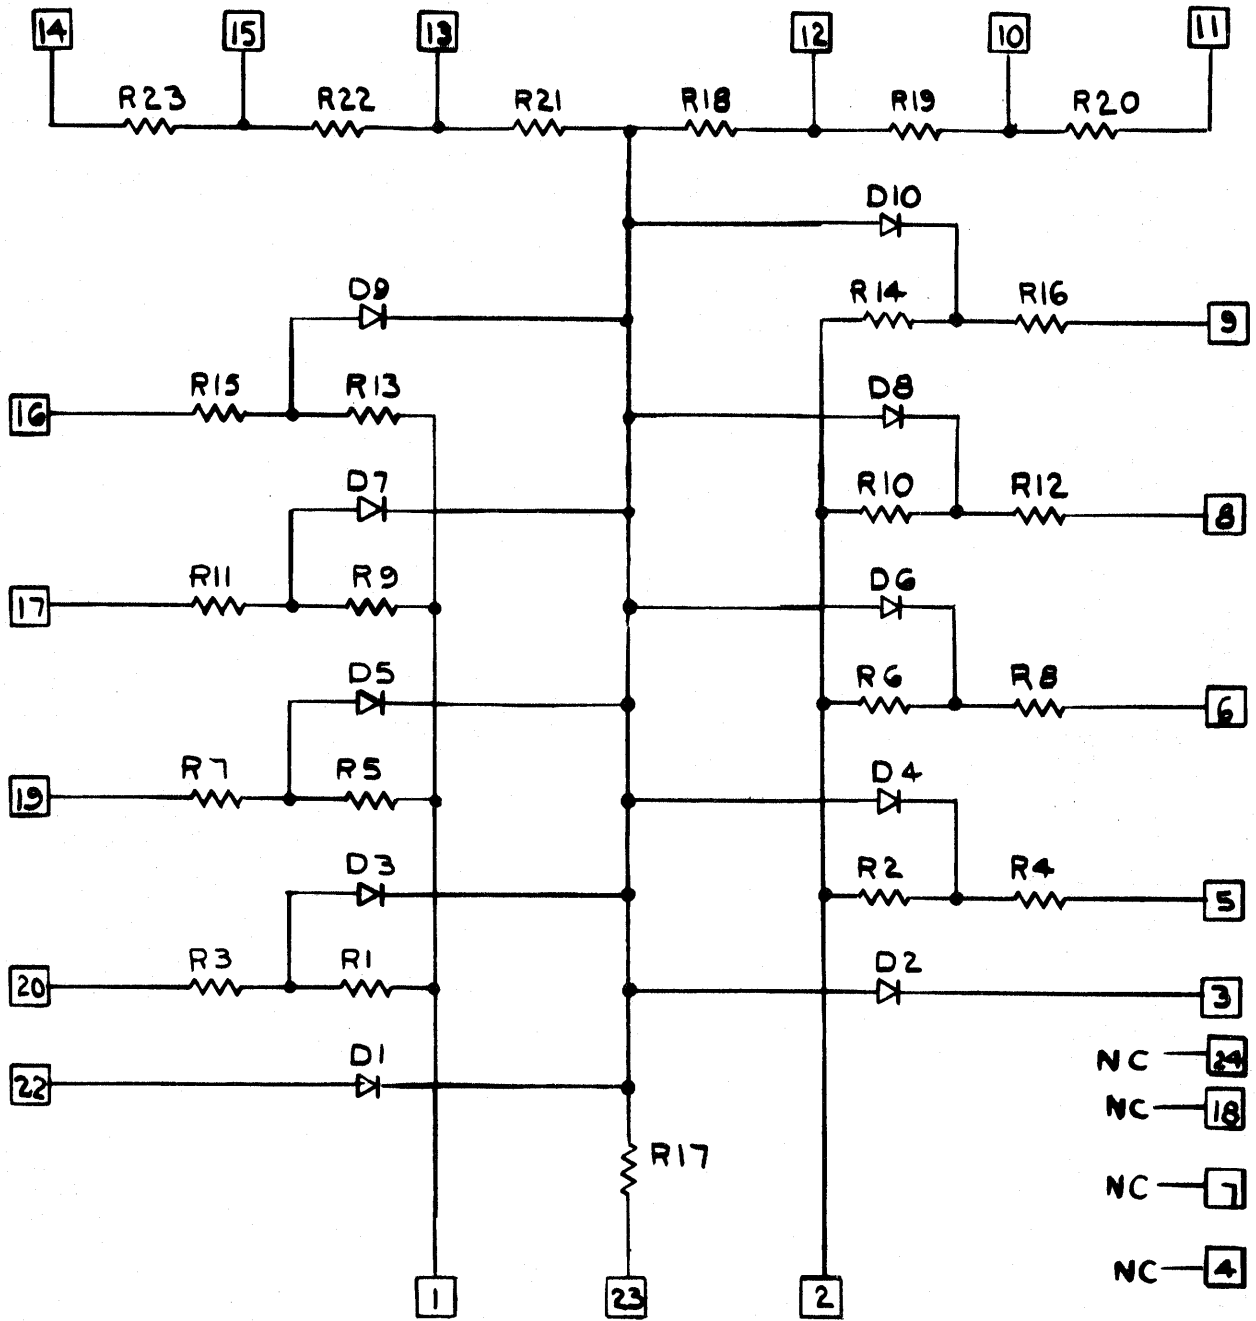 14 15 13 12 10 11
R23 R22 R21 R18 R19 R20
D10
D9 R14 R16 9
R15 R13 D8
16
D7 R10 R12 8
R11 R9 D6
17
D5 R6 R8 6
R7 R5 D4
19
D3 R2 R4 5
R3 R1 D2
20 3
D1 NC 24
22 NC 18
R17
NC 7
NC 4
1 23 2